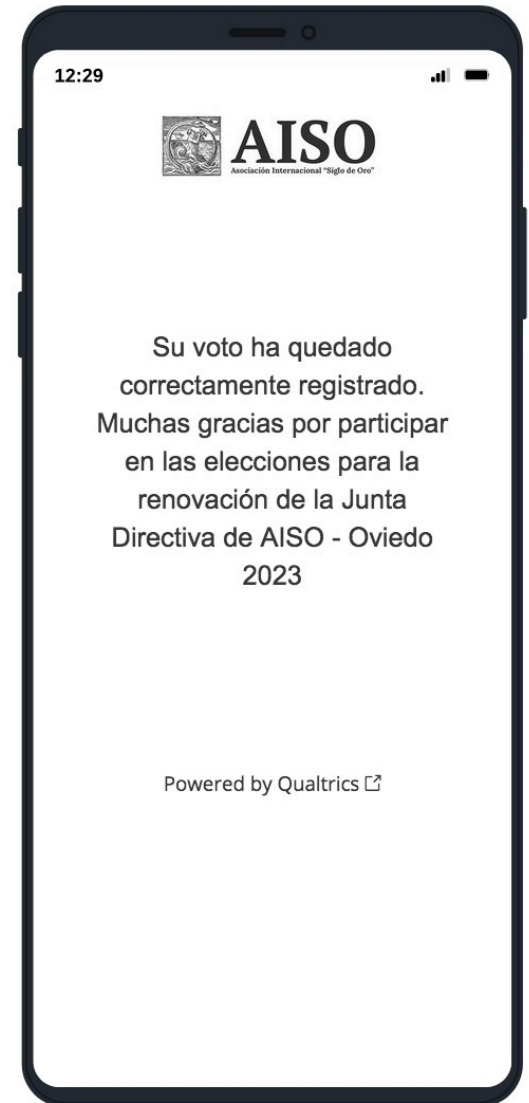 12:29
AISO
Asociación Internacional "Siglo de Oro"
Su voto ha quedado
correctamente registrado.
Muchas gracias por participar
en las elecciones para la
renovación de la Junta
Directiva de AISO - Oviedo
2023
Powered by Qualtrics